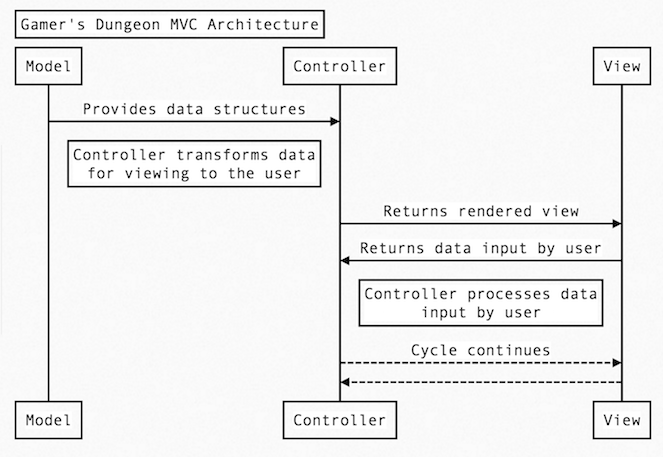 Gamer's Dungeon MVC Architecture
Model
Controller
View
Provides data structures
Controller transforms data
for viewing to the user
Returns rendered view
Returns data input by user
Controller processes data
input by user
Cycle continues
Model
Controller
View